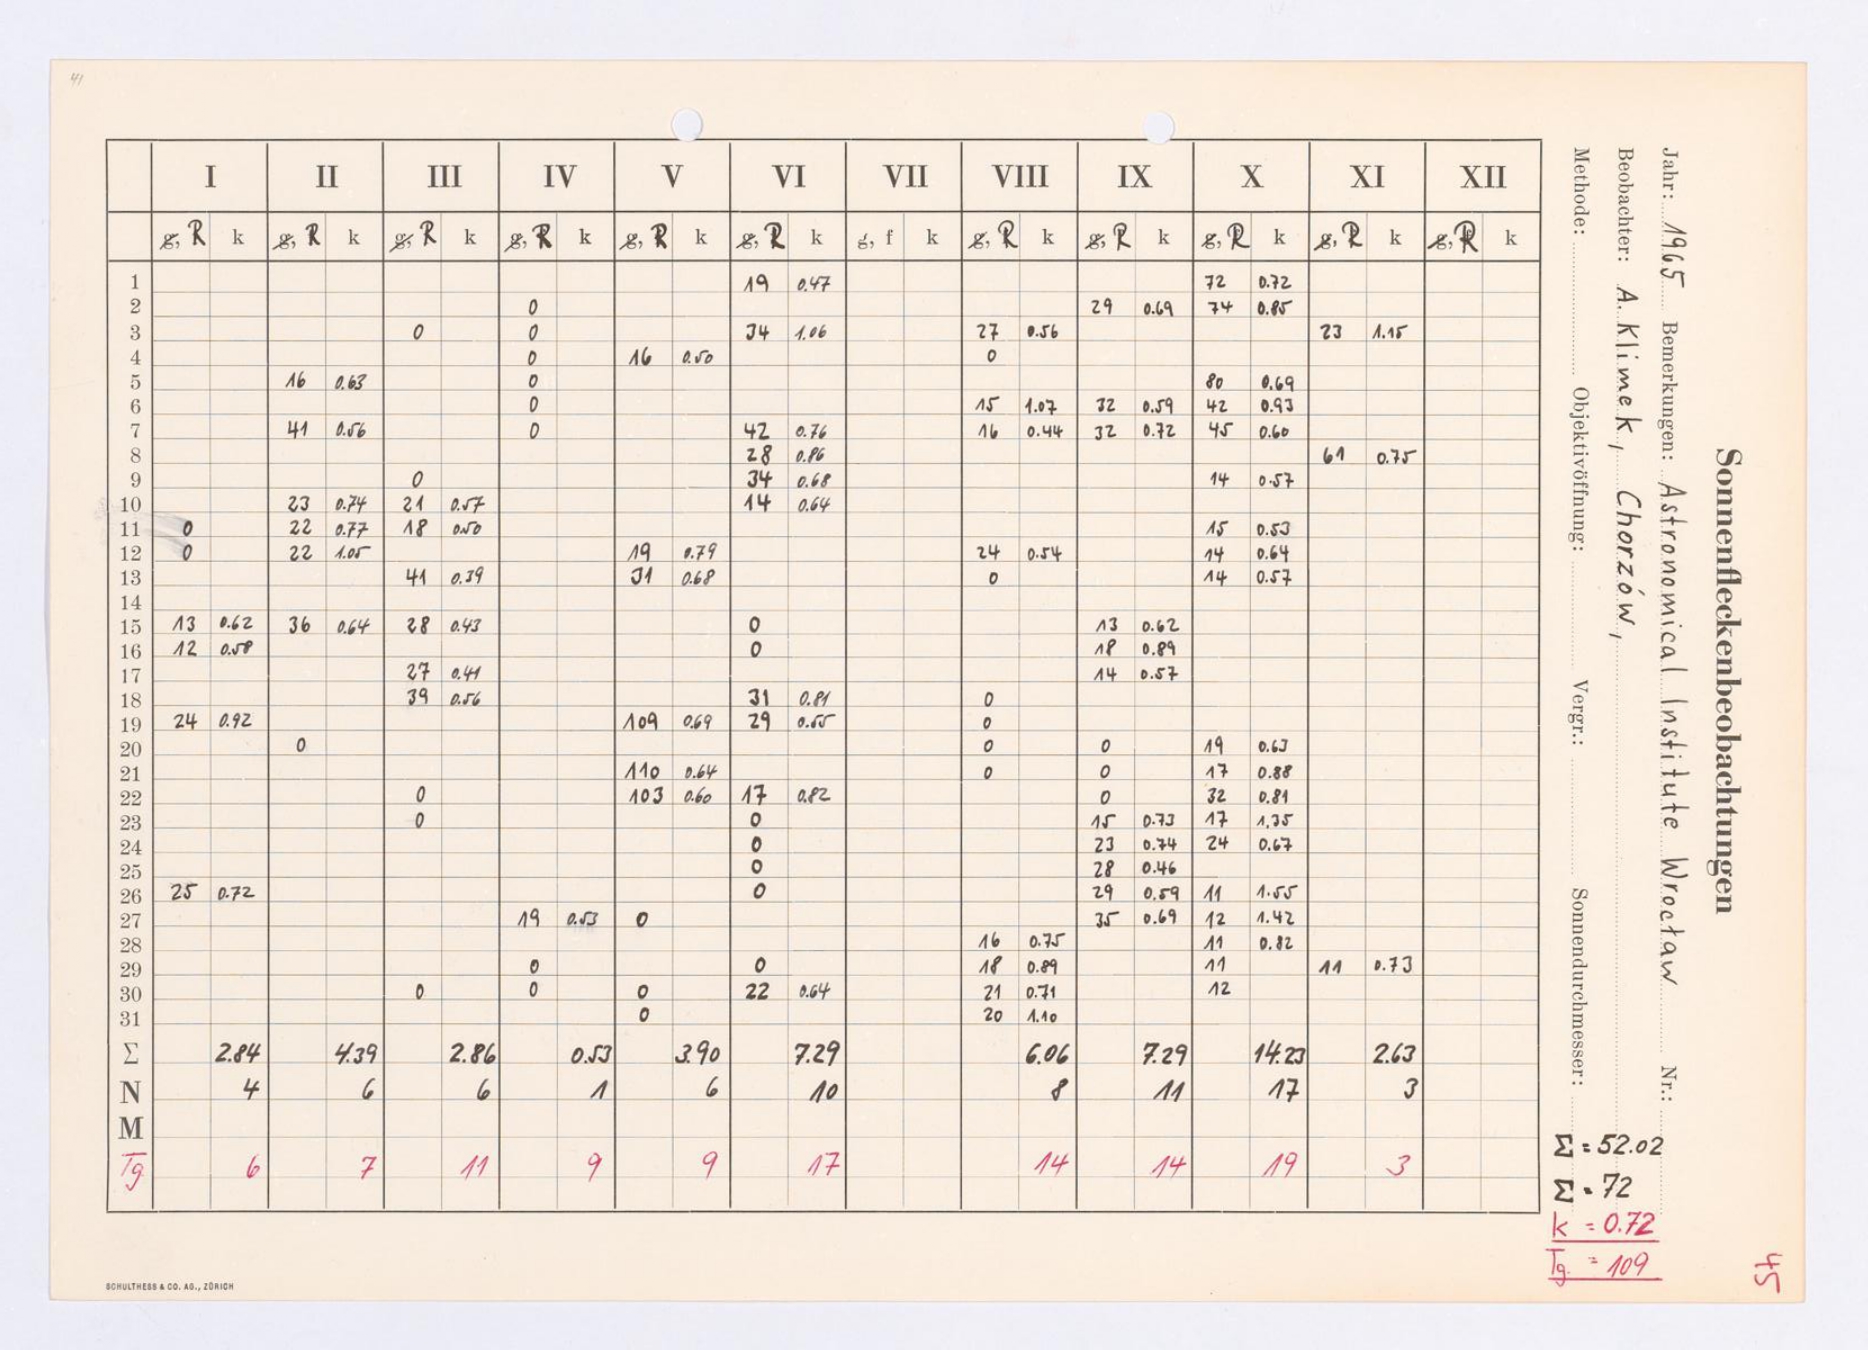 41
I II III IV V VI VII VIII IX X XI XII
g, R k g, R k g, R k g, R k g, R k g, R k g, f k g, R k g, R k g, R k g, R k g, R k
1 19 0.47 72 0.72
2 0 29 0.69 74 0.85
3 0 0 34 1.06 27 0.56 23 1.15
4 0 16 0.50 0
5 16 0.63 0 80 0.69
6 0 15 1.07 32 0.59 42 0.93
7 41 0.56 0 42 0.76 16 0.44 32 0.72 45 0.60
8 28 0.86 61 0.75
9 0 34 0.68 14 0.57
10 23 0.74 21 0.57 14 0.64
11 0 22 0.77 18 0.50 15 0.53
12 0 22 1.05 19 0.79 24 0.54 14 0.64
13 41 0.39 31 0.68 0 14 0.57
14
15 13 0.62 36 0.64 28 0.43 0 13 0.62
16 12 0.58 0 18 0.89
17 27 0.41 14 0.57
18 39 0.56 31 0.81 0
19 24 0.92 109 0.69 29 0.55 0
20 0 0 0 19 0.63
21 110 0.64 0 0 17 0.88
22 0 103 0.60 17 0.82 0 32 0.81
23 0 0 15 0.73 17 1.35
24 0 23 0.74 24 0.67
25 0 28 0.46
26 25 0.72 0 29 0.59 11 1.55
27 19 0.53 0 35 0.69 12 1.42
28 16 0.75 11 0.82
29 0 0 18 0.89 11 11 0.73
30 0 0 0 22 0.64 21 0.71 12
31 0 20 1.10
Σ 2.84 4.39 2.86 0.53 3.90 7.29 6.06 7.29 14.23 2.63
N 4 6 6 1 6 10 8 11 17 3
M
Tg 6 7 11 9 9 17 14 14 19 3
SCHULTHESS & CO. AG., ZÜRICH
Sonnenfleckenbeobachtungen
Jahr: 1965 Bemerkungen: Astronomical Institute Wrocław Nr.:
Beobachter: A. Klimek, Chorzów,
Methode: Objektivöffnung: Vergr.: Sonnendurchmesser:
Σ = 52.02
Σ = 72
k = 0.72
Tg. = 109
45